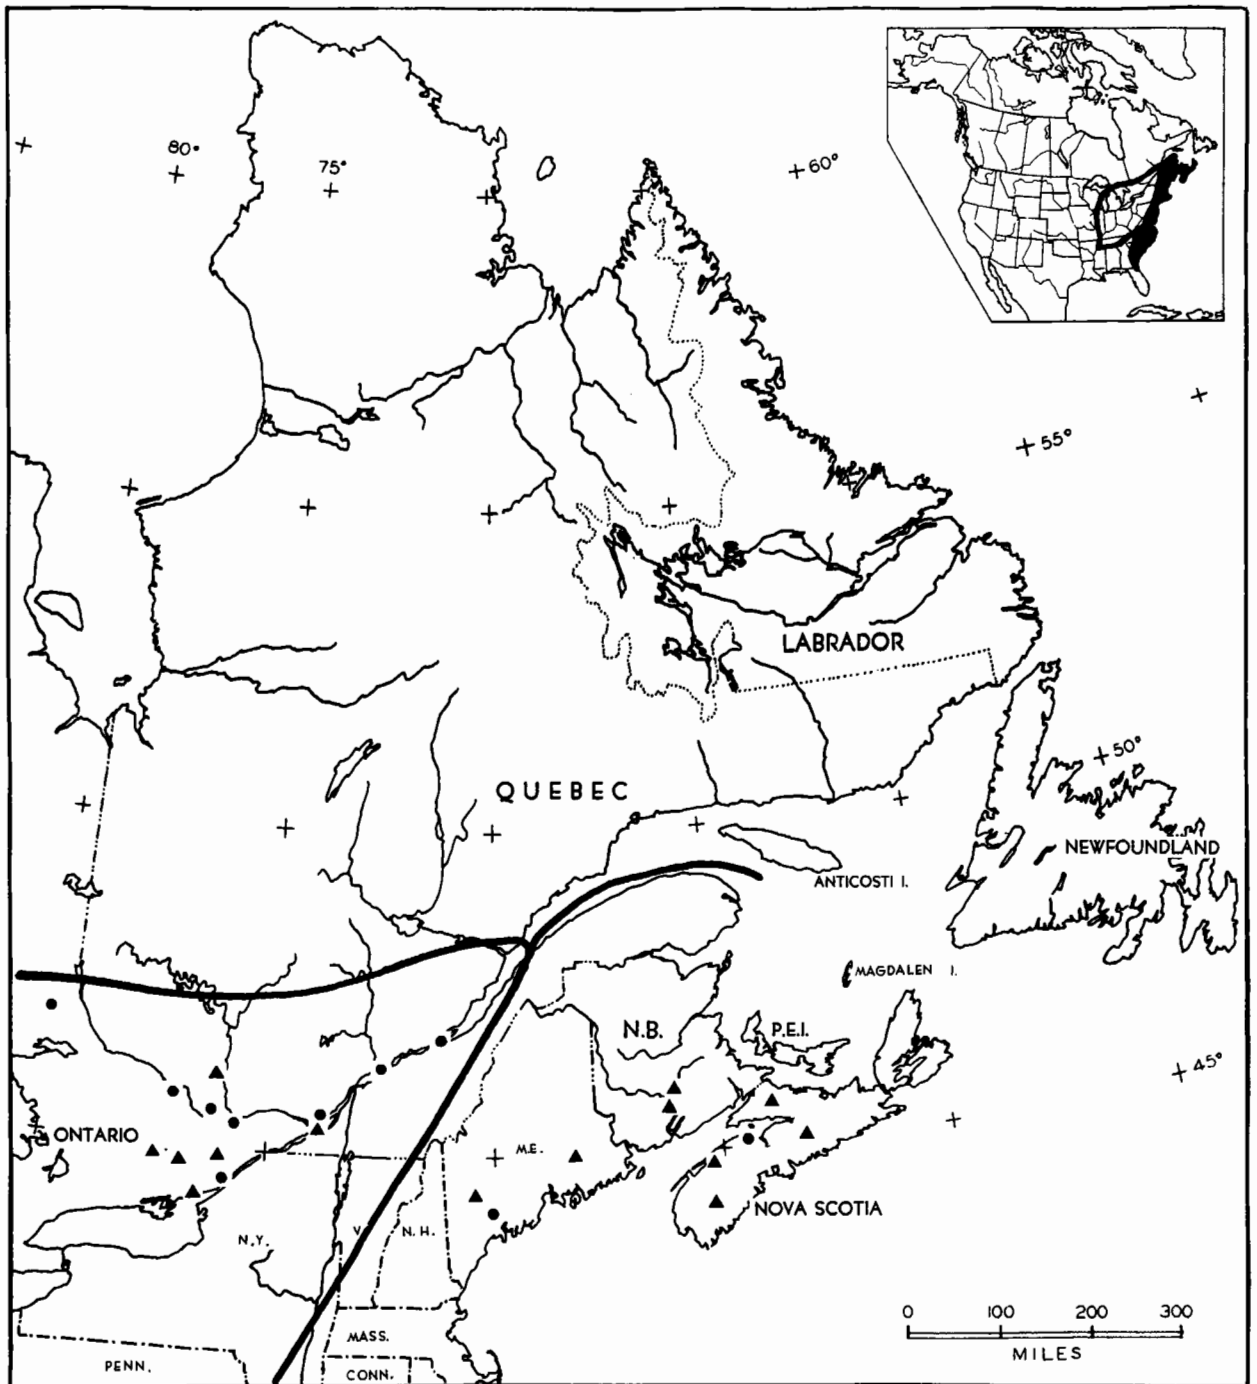 80°
75°
60°
55°
LABRADOR
50°
QUEBEC
NEWFOUNDLAND
ANTICOSTI I.
MAGDALEN I.
N.B.
P.E.I.
45°
ONTARIO
M.E.
NOVA SCOTIA
N.Y.
V.
N.H.
0 100 200 300
MILES
MASS.
PENN.
CONN.